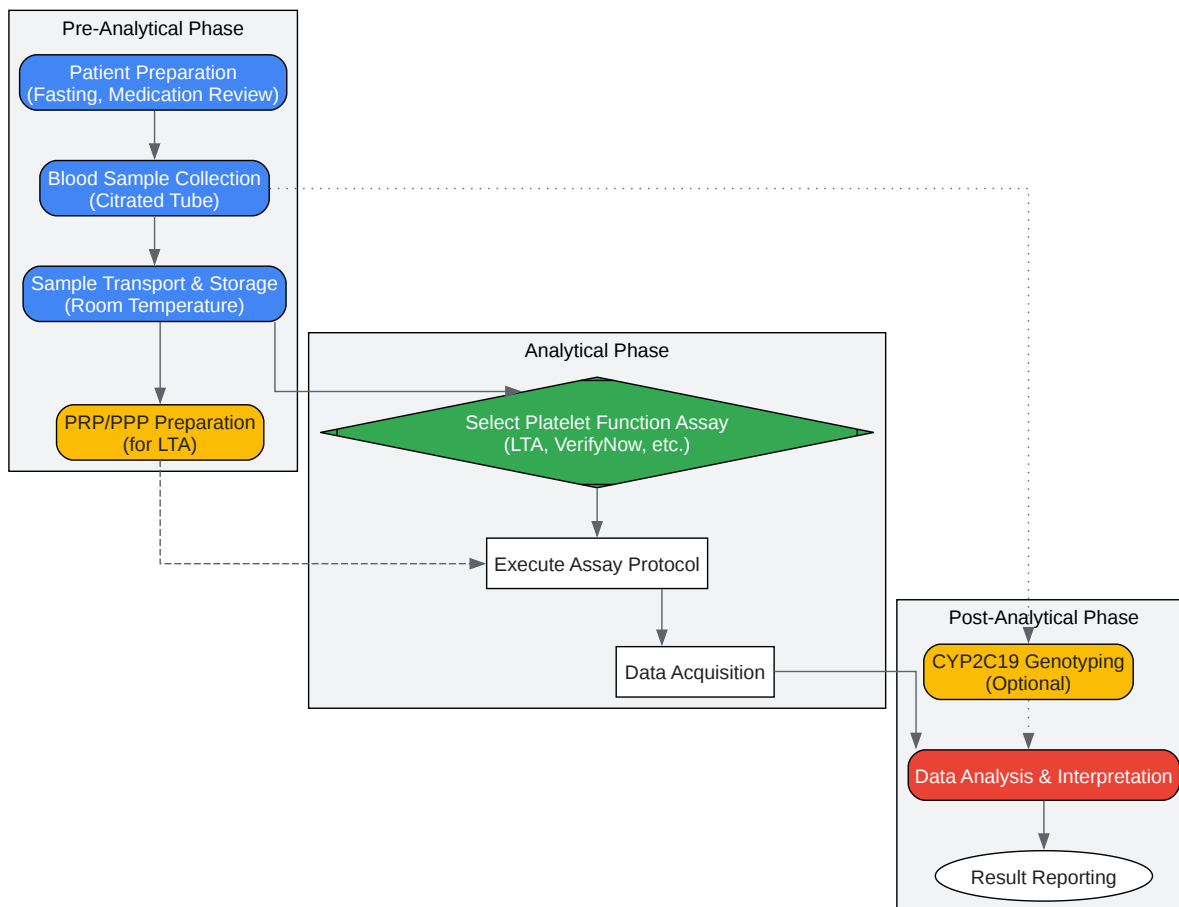 Pre-Analytical Phase
Patient Preparation
(Fasting, Medication Review)
Blood Sample Collection
(Citrated Tube)
Sample Transport & Storage
(Room Temperature)
PRP/PPP Preparation
(for LTA)
Analytical Phase
Select Platelet Function Assay
(LTA, VerifyNow, etc.)
Execute Assay Protocol
Data Acquisition
Post-Analytical Phase
CYP2C19 Genotyping
(Optional)
Data Analysis & Interpretation
Result Reporting